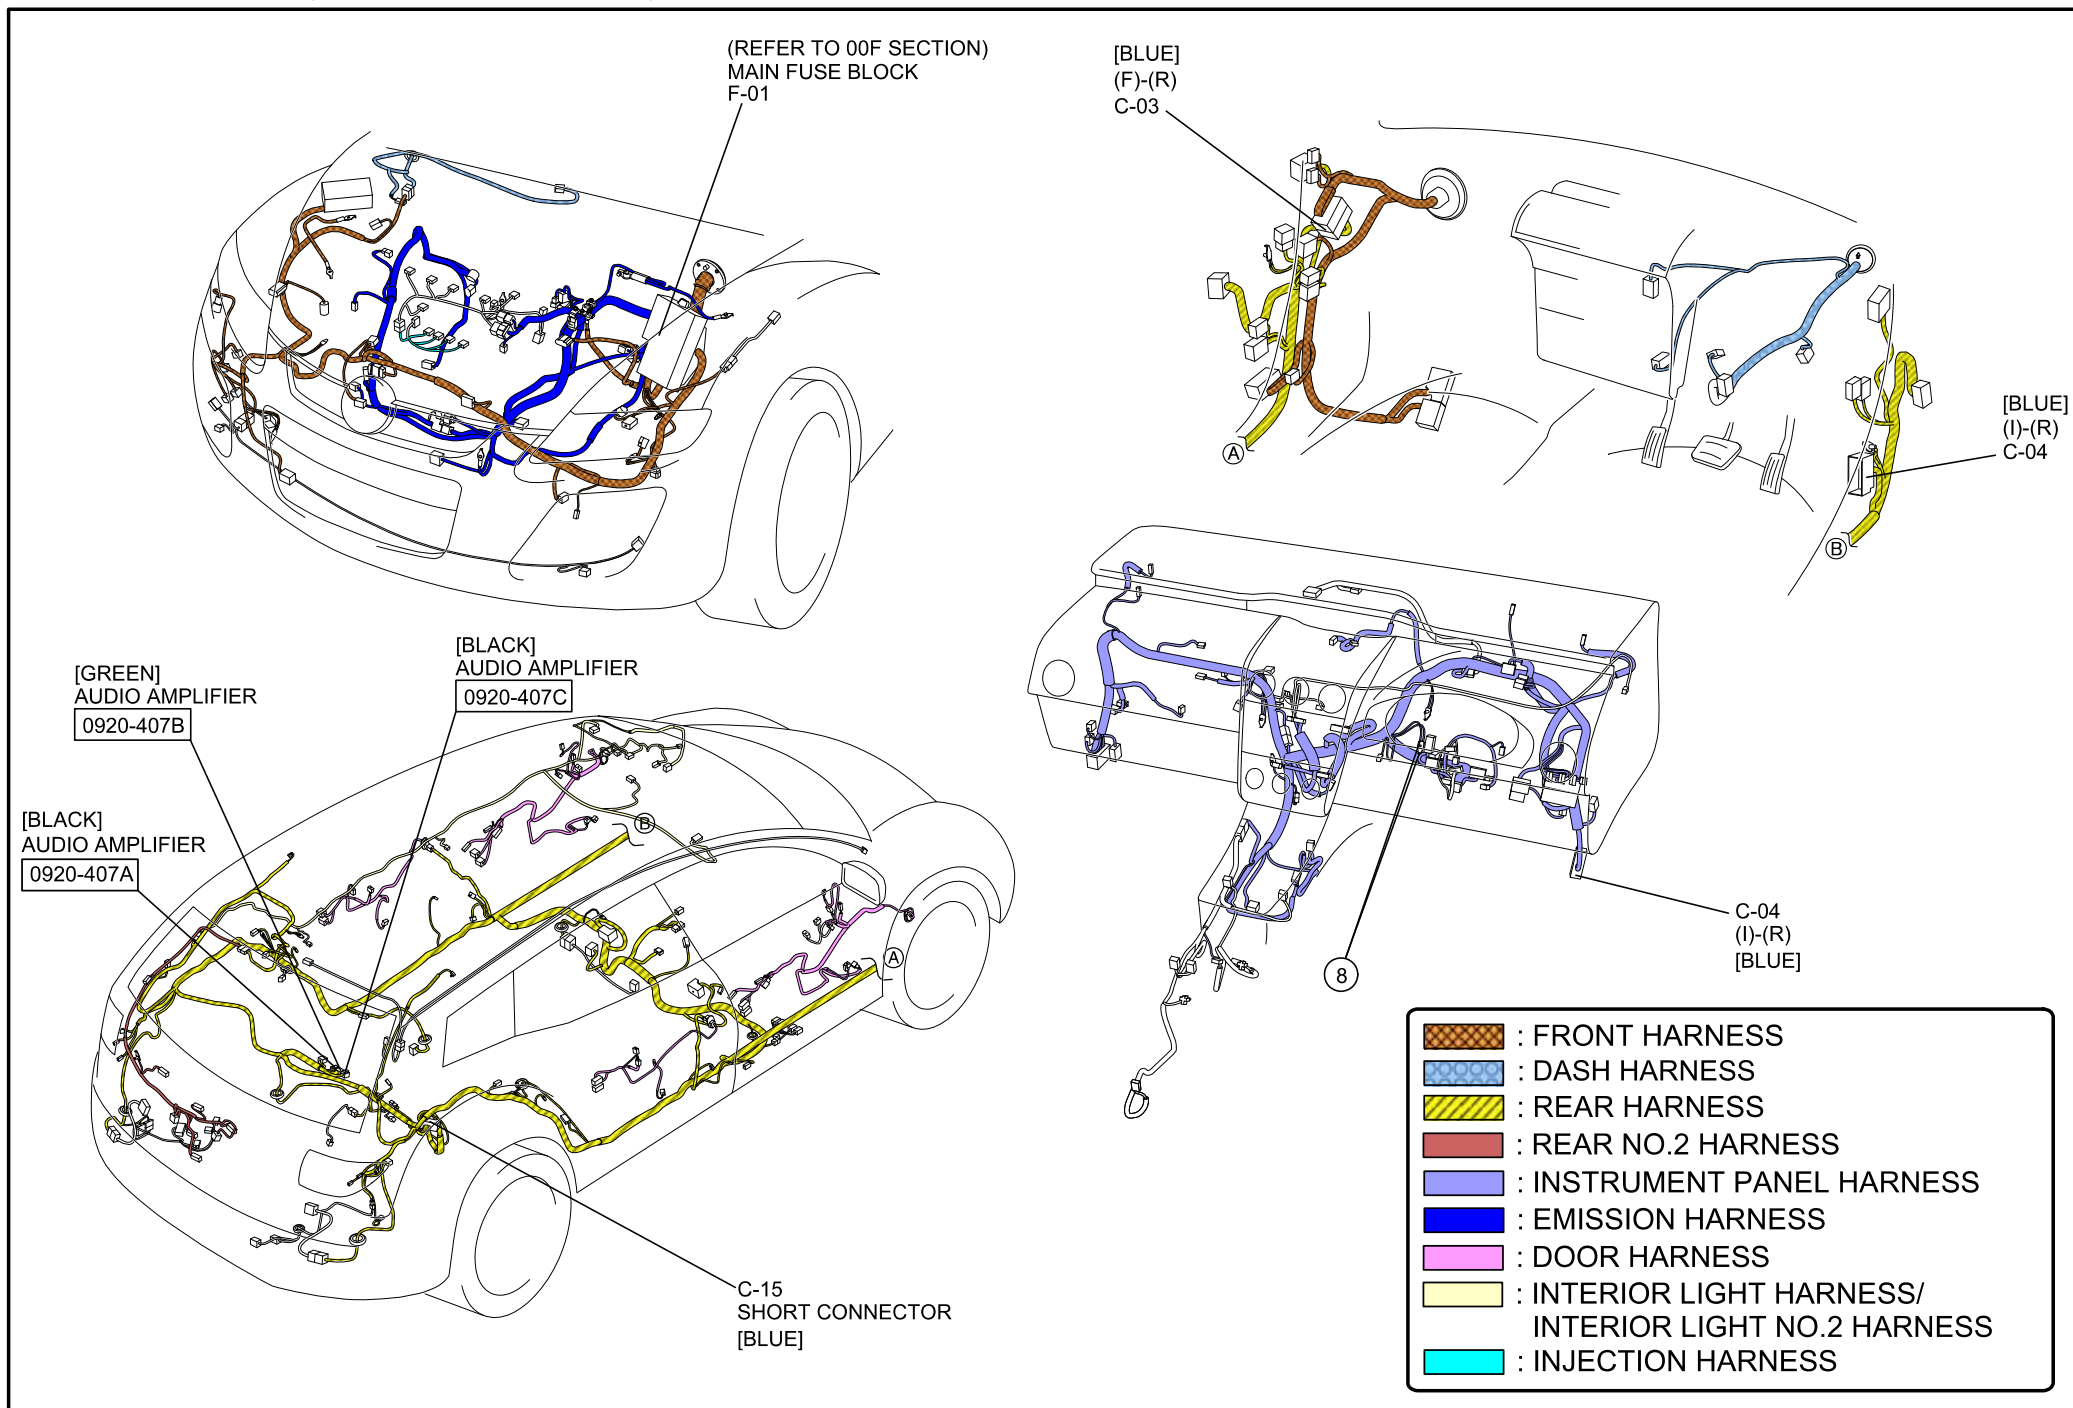 (REFER TO 00F SECTION)
MAIN FUSE BLOCK
F-01
[BLUE]
(F)-(R)
C-03
A
[BLUE]
(I)-(R)
C-04
B
[GREEN]
AUDIO AMPLIFIER
0920-407B
[BLACK]
AUDIO AMPLIFIER
0920-407C
[BLACK]
AUDIO AMPLIFIER
0920-407A
B
A
C-15
SHORT CONNECTOR
[BLUE]
8
C-04
(I)-(R)
[BLUE]
: FRONT HARNESS
: DASH HARNESS
: REAR HARNESS
: REAR NO.2 HARNESS
: INSTRUMENT PANEL HARNESS
: EMISSION HARNESS
: DOOR HARNESS
: INTERIOR LIGHT HARNESS/
INTERIOR LIGHT NO.2 HARNESS
: INJECTION HARNESS